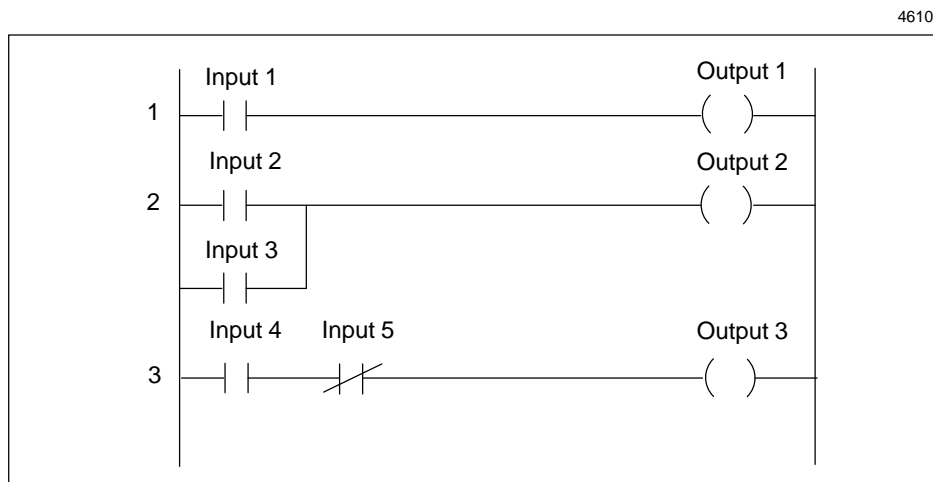 4610
Input 1 Output 1
1
Input 2 Output 2
2
Input 3
Input 4 Input 5 Output 3
3